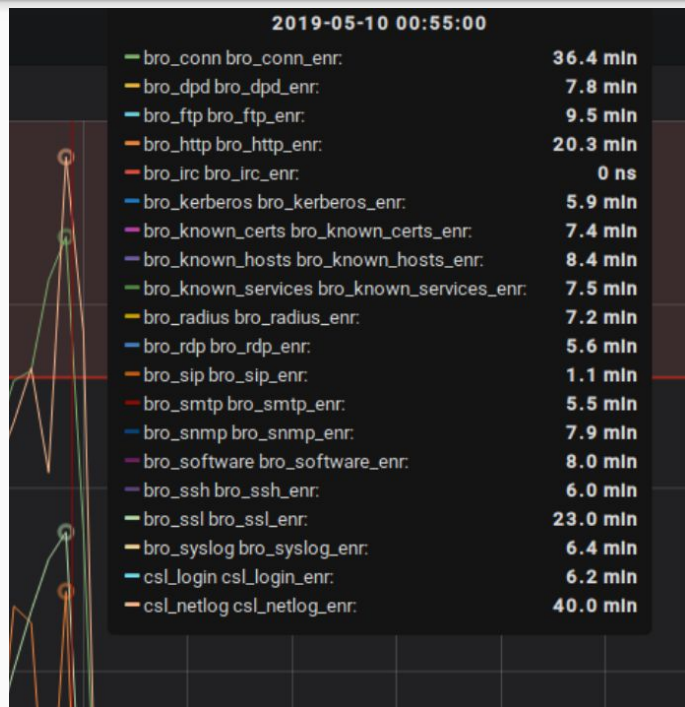 2019-05-10 00:55:00
bro_conn bro_conn_enr: 36.4 min
bro_dpd bro_dpd_enr: 7.8 min
bro_ftp bro_ftp_enr: 9.5 min
bro_http bro_http_enr: 20.3 min
bro_irc bro_irc_enr: 0 ns
bro_kerberos bro_kerberos_enr: 5.9 min
bro_known_certs bro_known_certs_enr: 7.4 min
bro_known_hosts bro_known_hosts_enr: 8.4 min
bro_known_services bro_known_services_enr: 7.5 min
bro_radius bro_radius_enr: 7.2 min
bro_rdp bro_rdp_enr: 5.6 min
bro_sip bro_sip_enr: 1.1 min
bro_smtp bro_smtp_enr: 5.5 min
bro_snmp bro_snmp_enr: 7.9 min
bro_software bro_software_enr: 8.0 min
bro_ssh bro_ssh_enr: 6.0 min
bro_ssl bro_ssl_enr: 23.0 min
bro_syslog bro_syslog_enr: 6.4 min
csl_login csl_login_enr: 6.2 min
csl_netlog csl_netlog_enr: 40.0 min